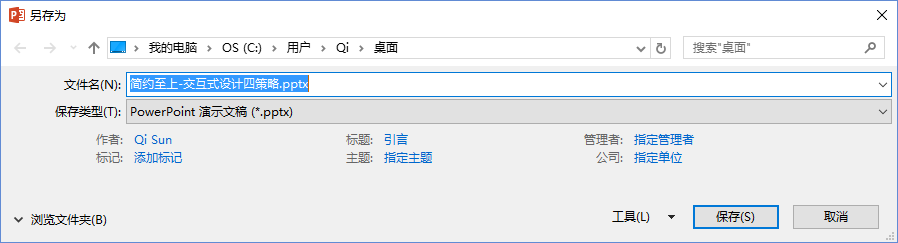 另存为
我的电脑 > OS (C:) > 用户 > Qi > 桌面
搜索"桌面"
文件名(N): 简约至上-交互式设计四策略.pptx
保存类型(T): PowerPoint 演示文稿 (*.pptx)
作者: Qi Sun 标题: 引言 管理者: 指定管理者
标记: 添加标记 主题: 指定主题 公司: 指定单位
浏览文件夹(B) 工具(L) 保存(S) 取消